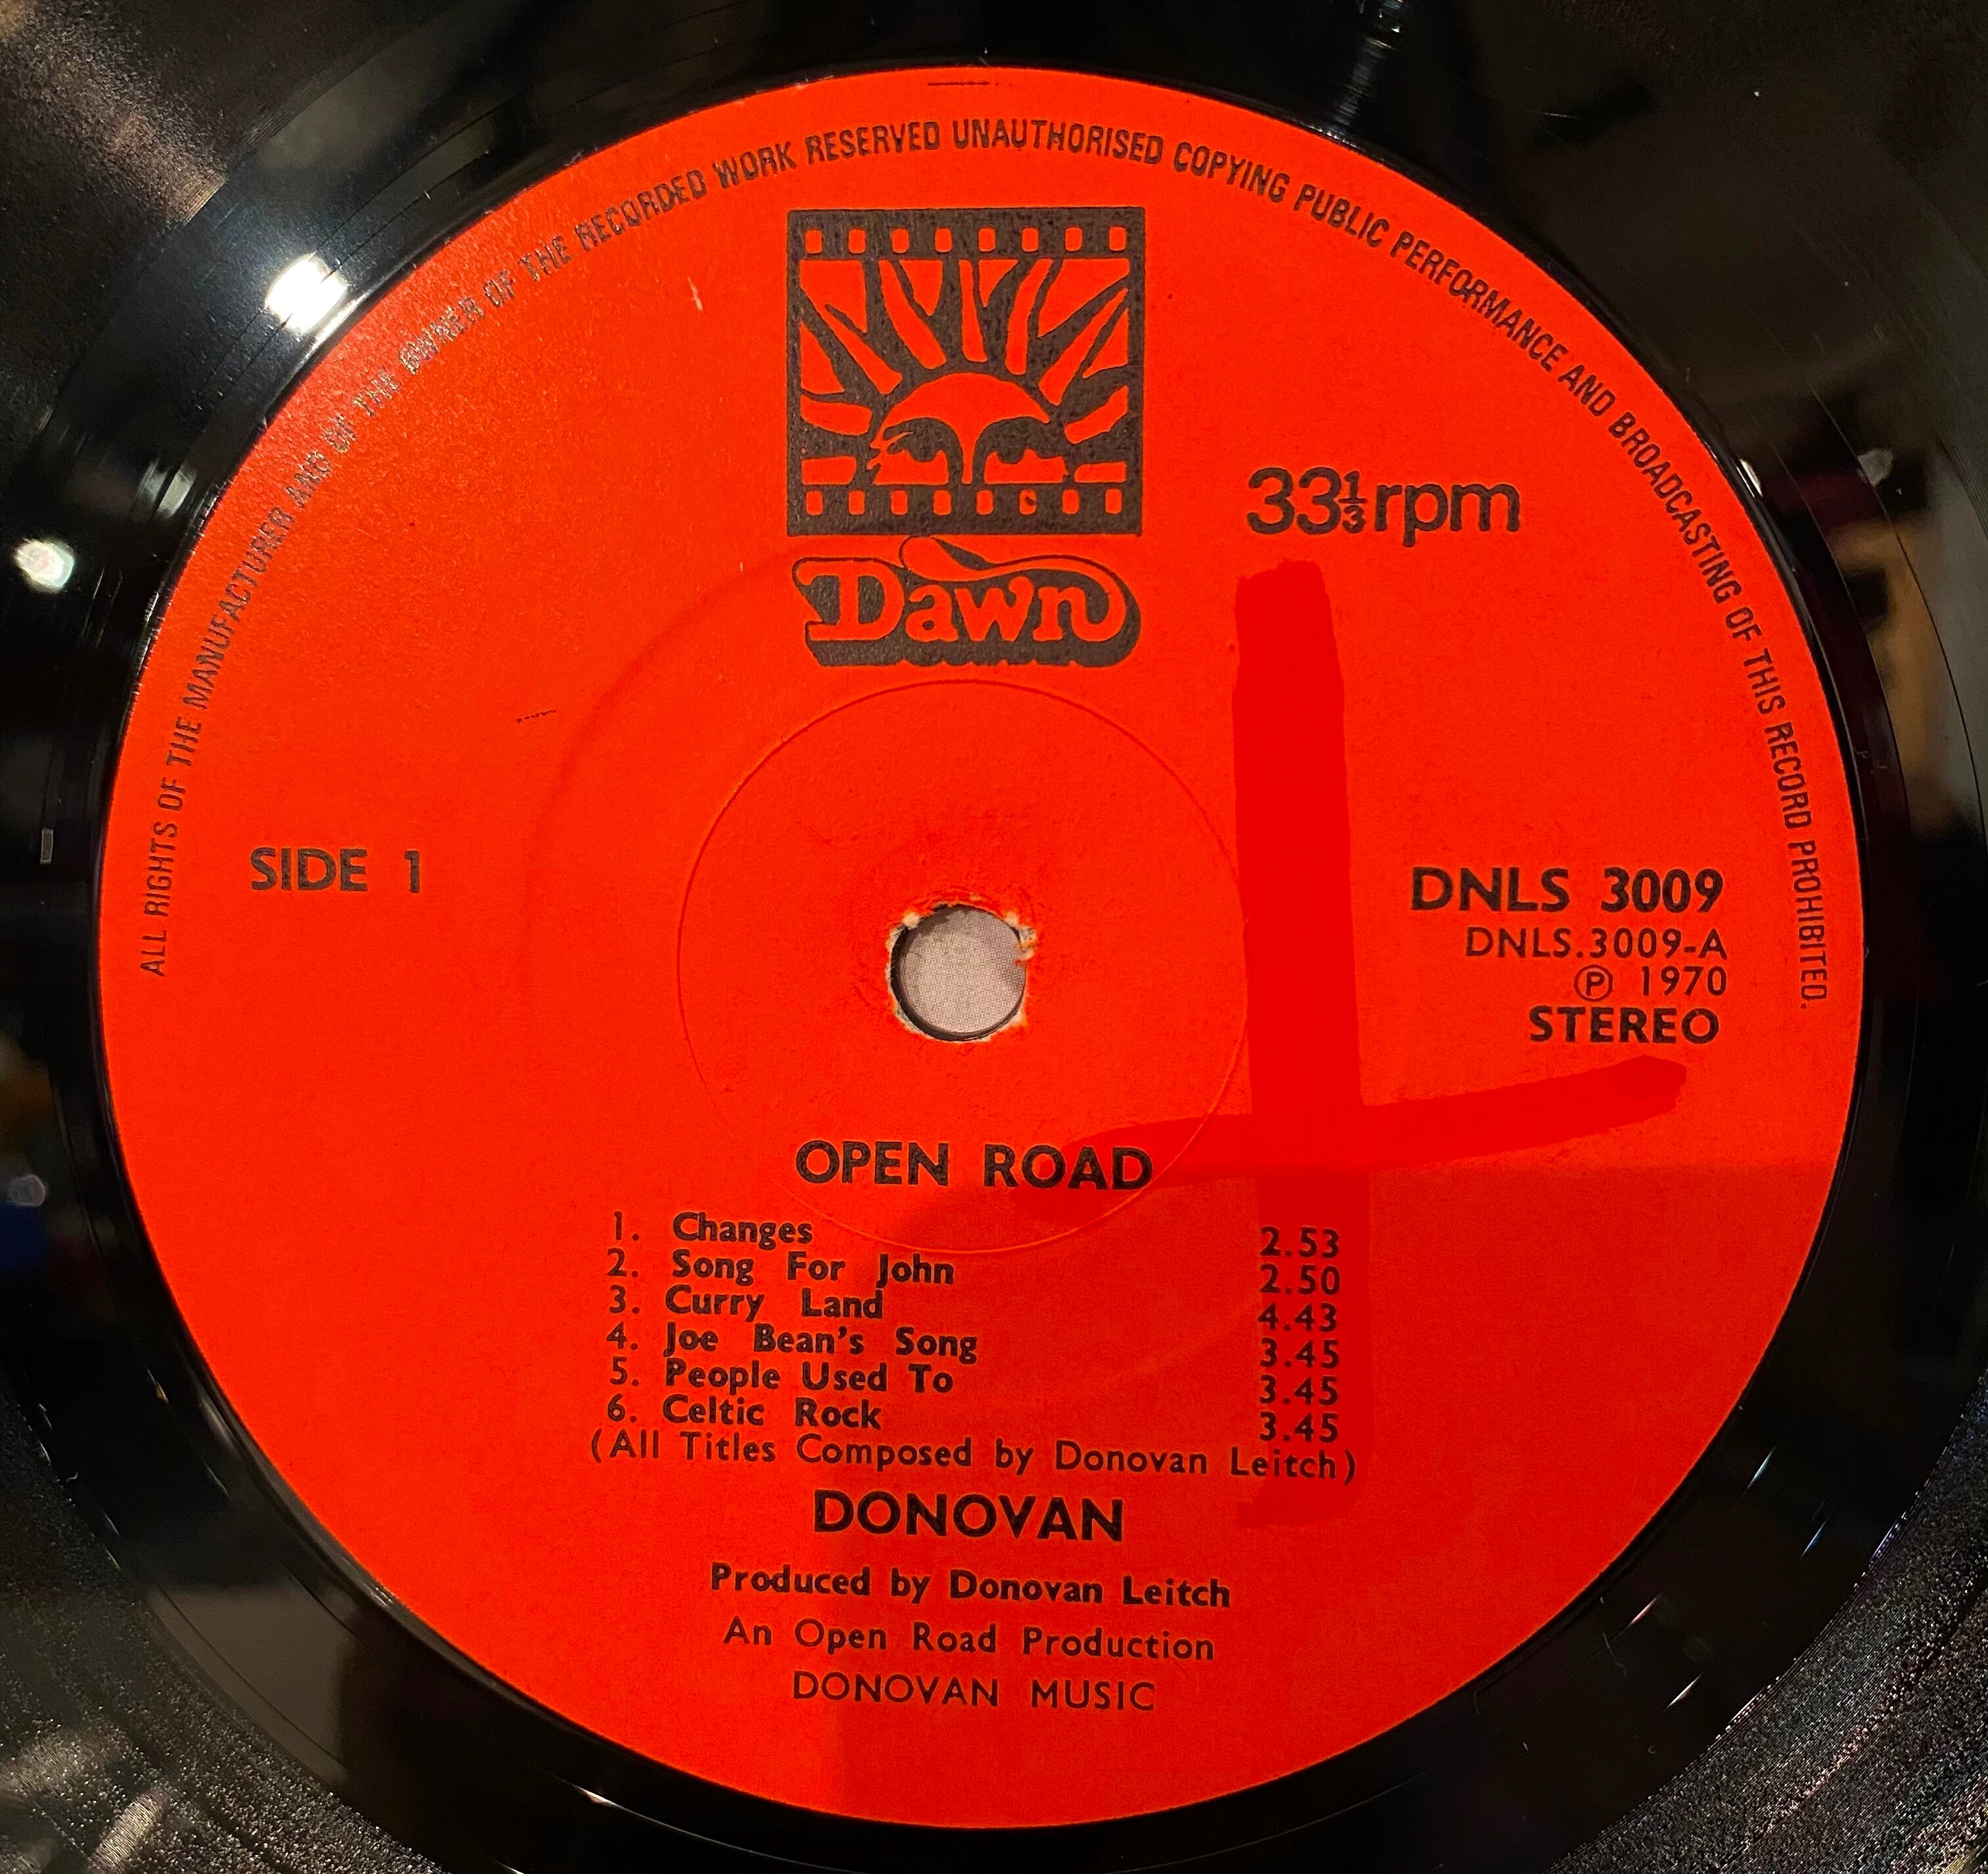 ALL RIGHTS OF THE MANUFACTURER AND OF THE OWNER OF THE RECORDED WORK RESERVED UNAUTHORISED COPYING PUBLIC PERFORMANCE AND BROADCASTING OF THIS RECORD PROHIBITED.
Dawn
33⅓rpm
SIDE 1
DNLS 3009
DNLS.3009-A
Ⓟ 1970
STEREO
OPEN ROAD
1. Changes 2.53
2. Song For John 2.50
3. Curry Land 4.43
4. Joe Bean's Song 3.45
5. People Used To 3.45
6. Celtic Rock 3.45
(All Titles Composed by Donovan Leitch)
DONOVAN
Produced by Donovan Leitch
An Open Road Production
DONOVAN MUSIC